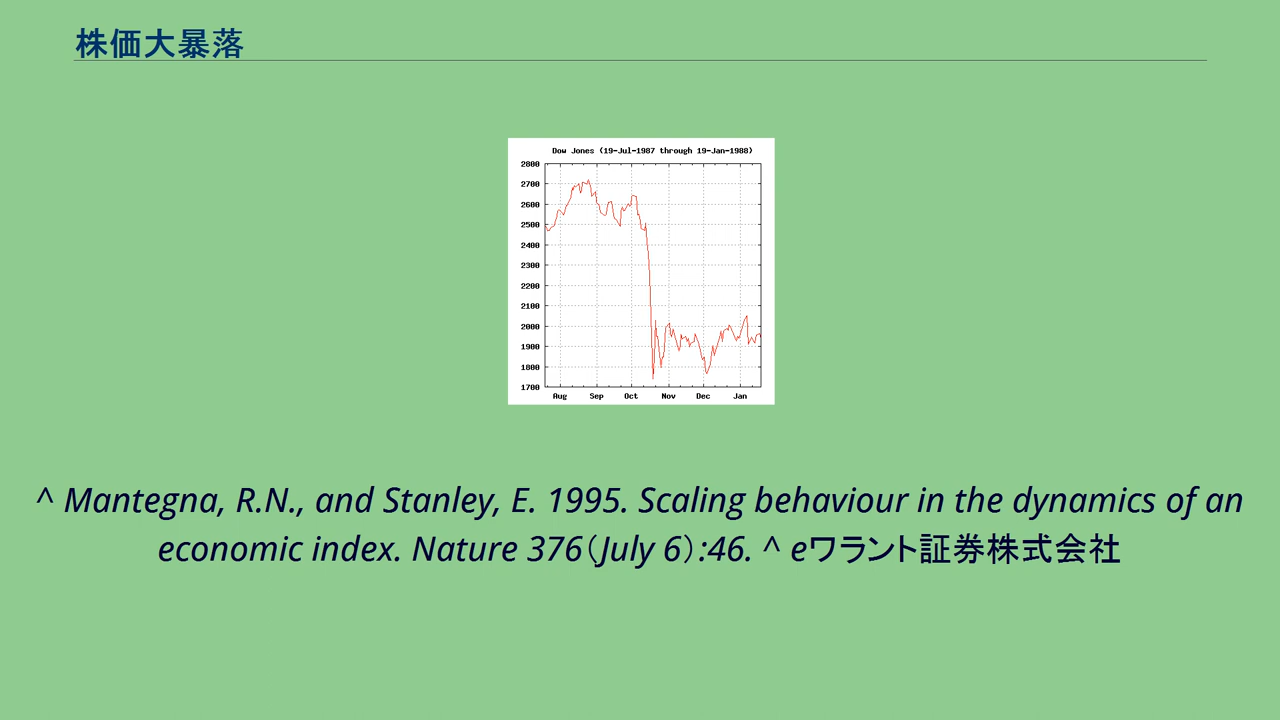 株価大暴落
Dow Jones (19-Jul-1987 through 19-Jan-1988)
2800
2700
2600
2500
2400
2300
2200
2100
2000
1900
1800
1700
Aug Sep Oct Nov Dec Jan
^ Mantegna, R.N., and Stanley, E. 1995. Scaling behaviour in the dynamics of an
economic index. Nature 376（July 6）:46. ^ eワラント証券株式会社